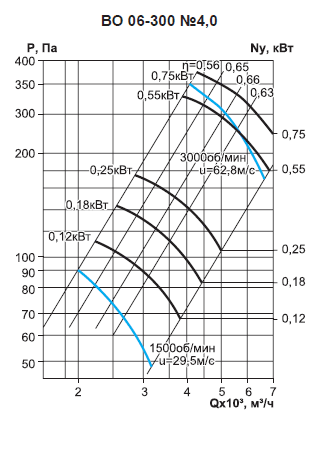 ВО 06-300 №4,0
P, Па
Nу, кВт
400
350
300
200
100
90
80
70
60
50
η=0,56
0,65
0,66
0,63
0,75кВт
0,55кВт
0,25кВт
0,18кВт
0,12кВт
3000об/мин
u=62,8м/с
1500об/мин
u=29,5м/с
0,75
0,55
0,25
0,18
0,12
2 3 4 5 6 7
Qx10³, м³/ч